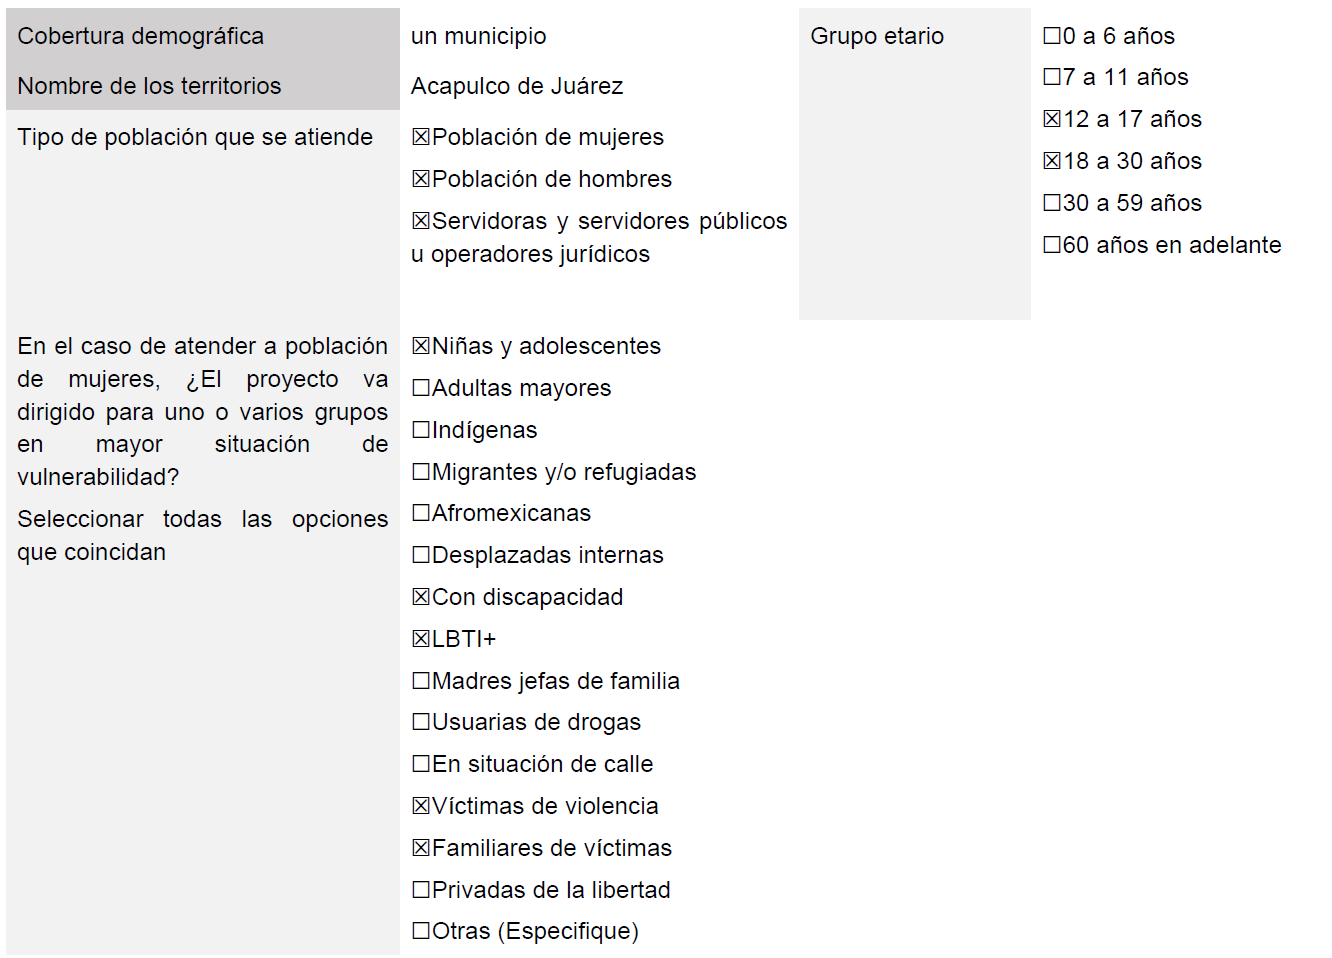 Cobertura demográfica
un municipio
Nombre de los territorios
Acapulco de Juárez
Tipo de población que se atiende
☒Población de mujeres
☒Población de hombres
☒Servidoras y servidores públicos
u operadores jurídicos
Grupo etario
☐0 a 6 años
☐7 a 11 años
☒12 a 17 años
☒18 a 30 años
☐30 a 59 años
☐60 años en adelante
En el caso de atender a población
de mujeres, ¿El proyecto va
dirigido para uno o varios grupos
en mayor situación de
vulnerabilidad?
Seleccionar todas las opciones
que coincidan
☒Niñas y adolescentes
☐Adultas mayores
☐Indígenas
☐Migrantes y/o refugiadas
☐Afromexicanas
☐Desplazadas internas
☒Con discapacidad
☒LBTI+
☐Madres jefas de familia
☐Usuarias de drogas
☐En situación de calle
☒Víctimas de violencia
☒Familiares de víctimas
☐Privadas de la libertad
☐Otras (Especifique)